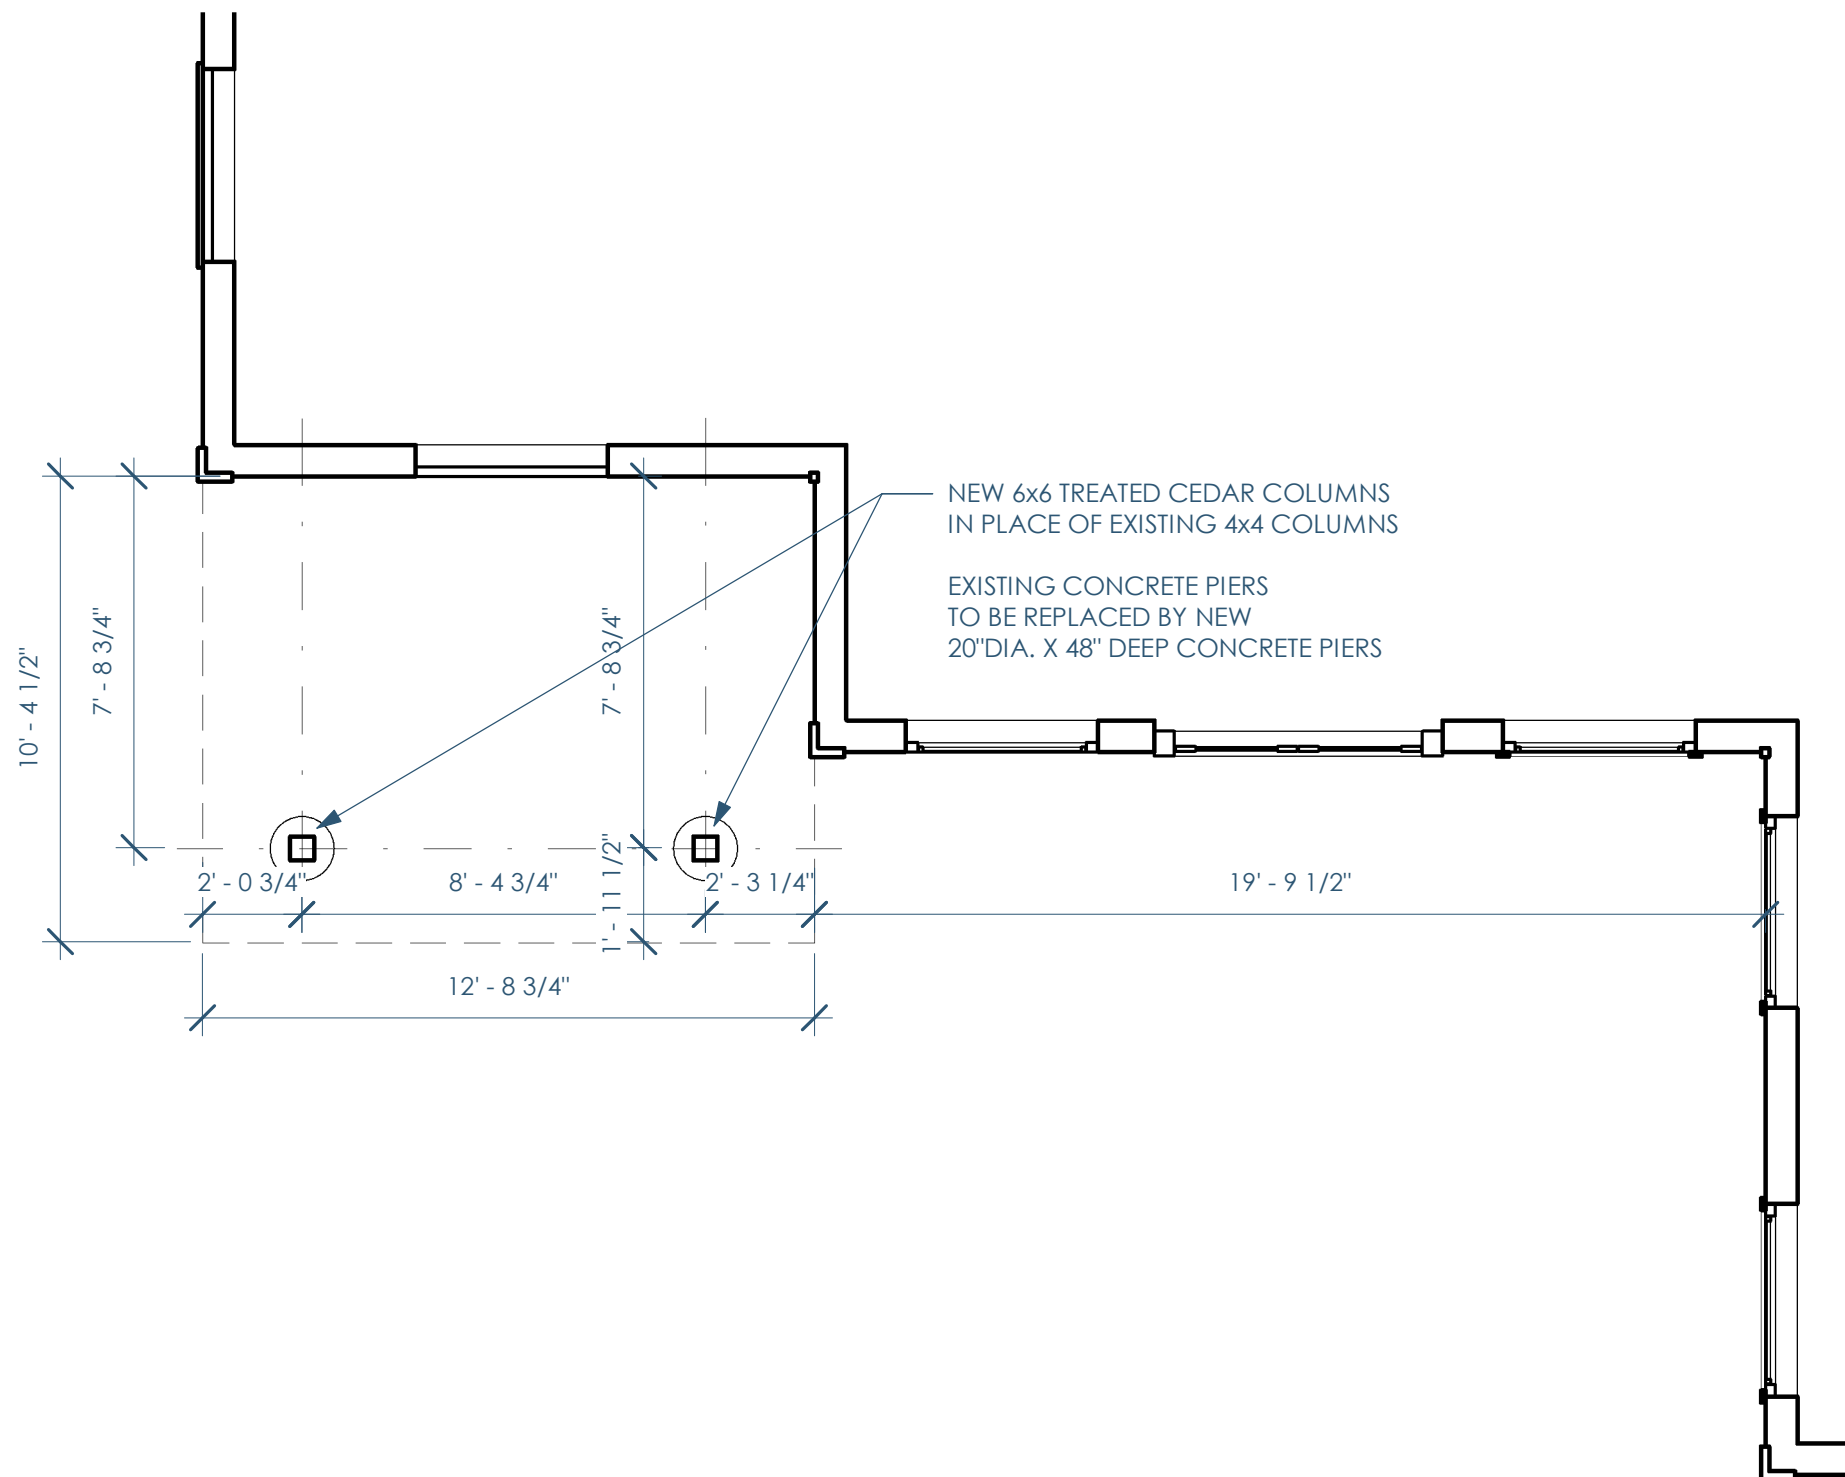 NEW 6x6 TREATED CEDAR COLUMNS
IN PLACE OF EXISTING 4x4 COLUMNS
EXISTING CONCRETE PIERS
TO BE REPLACED BY NEW
20"DIA. X 48" DEEP CONCRETE PIERS
10' - 4 1/2"
7' - 8 3/4"
7' - 8 3/4"
1' - 11 1/2"
2' - 0 3/4"
8' - 4 3/4"
2' - 3 1/4"
19' - 9 1/2"
12' - 8 3/4"